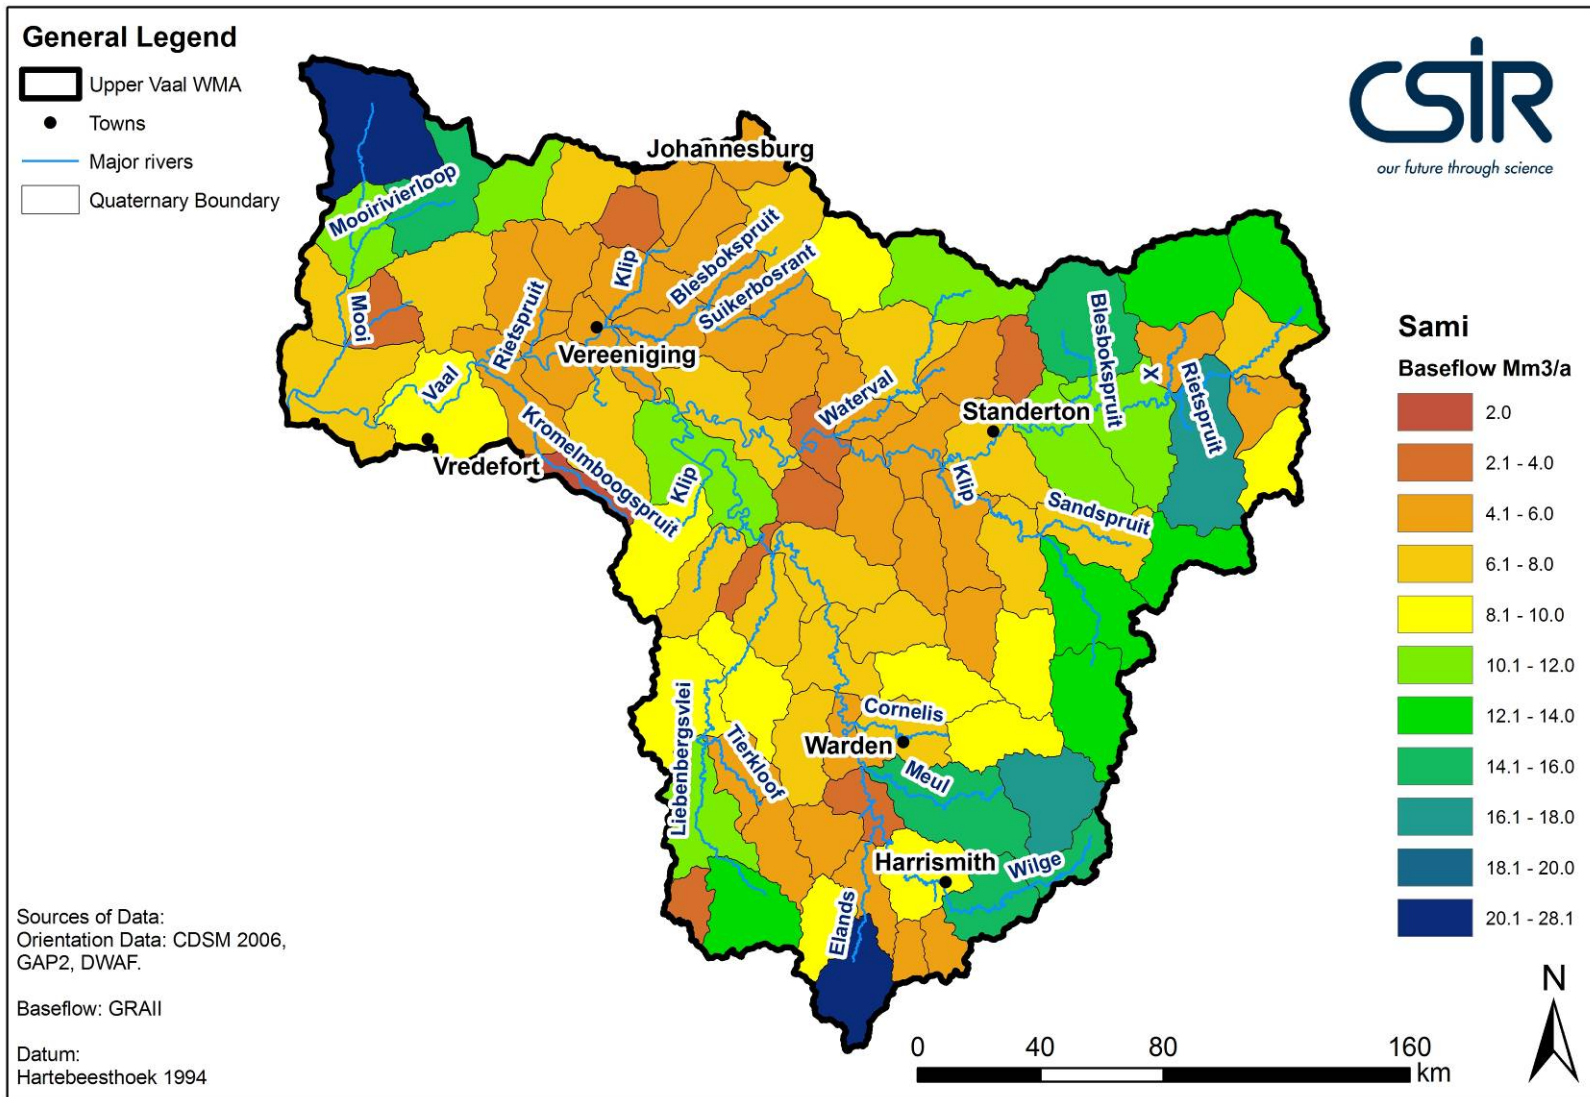 General Legend
Upper Vaal WMA
Towns
Major rivers
Quaternary Boundary
CSIR
our future through science
Johannesburg
Mooirivierloop
Klip
Blesbokspruit
Suikerbosrant
Mooi
Rietspruit
Vereeniging
Vaal
Kromelmboogspruit
Vredefort
Klip
Waterval
Standerton
Blesbokspruit
X
Rietspruit
Klip
Sandspruit
Liebenbergsvlei
Tierkloof
Cornelis
Warden
Meul
Harrismith
Wilge
Elands
Sami
Baseflow Mm3/a
2.0
2.1 - 4.0
4.1 - 6.0
6.1 - 8.0
8.1 - 10.0
10.1 - 12.0
12.1 - 14.0
14.1 - 16.0
16.1 - 18.0
18.1 - 20.0
20.1 - 28.1
Sources of Data:
Orientation Data: CDSM 2006,
GAP2, DWAF.
Baseflow: GRAII
Datum:
Hartebeesthoek 1994
0 40 80 160
km
N